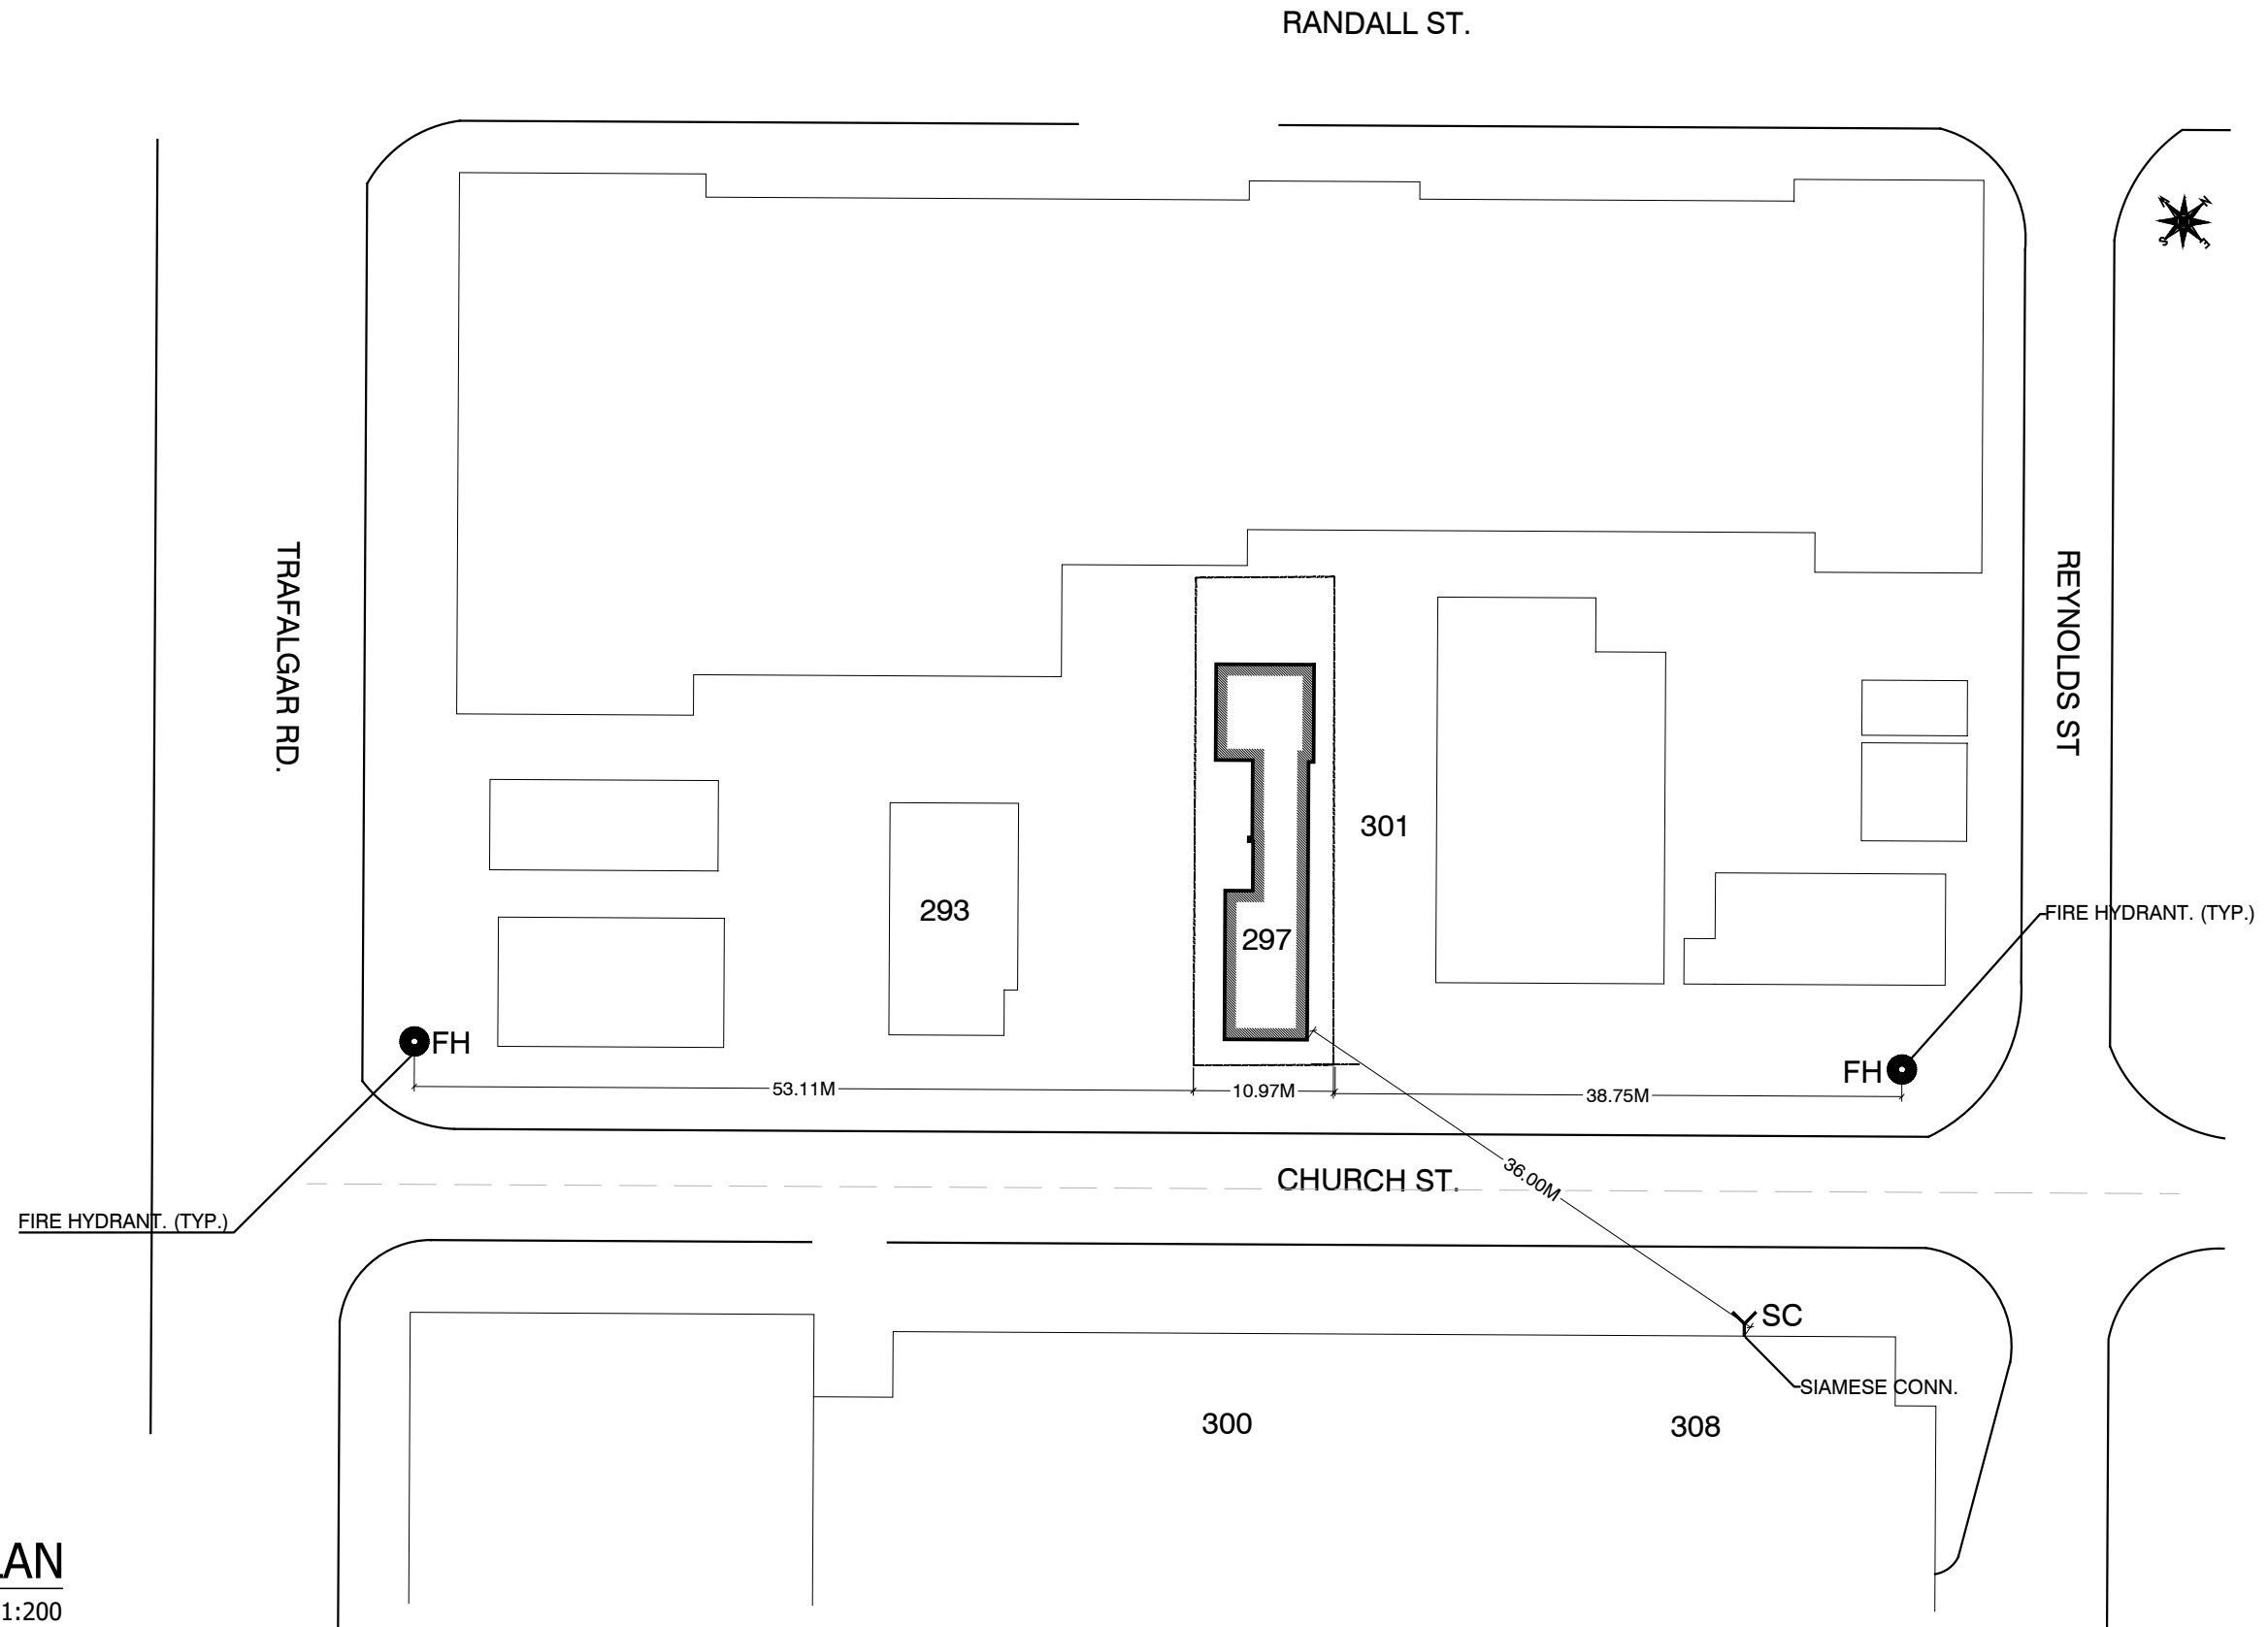 RANDALL ST.
N
S
E
TRAFALGAR RD.
REYNOLDS ST
301
293
297
FIRE HYDRANT. (TYP.)
FH
FH
53.11M
10.97M
38.75M
CHURCH ST.
36.00M
FIRE HYDRANT. (TYP.)
SC
SIAMESE CONN.
300
308
LAN
1:200